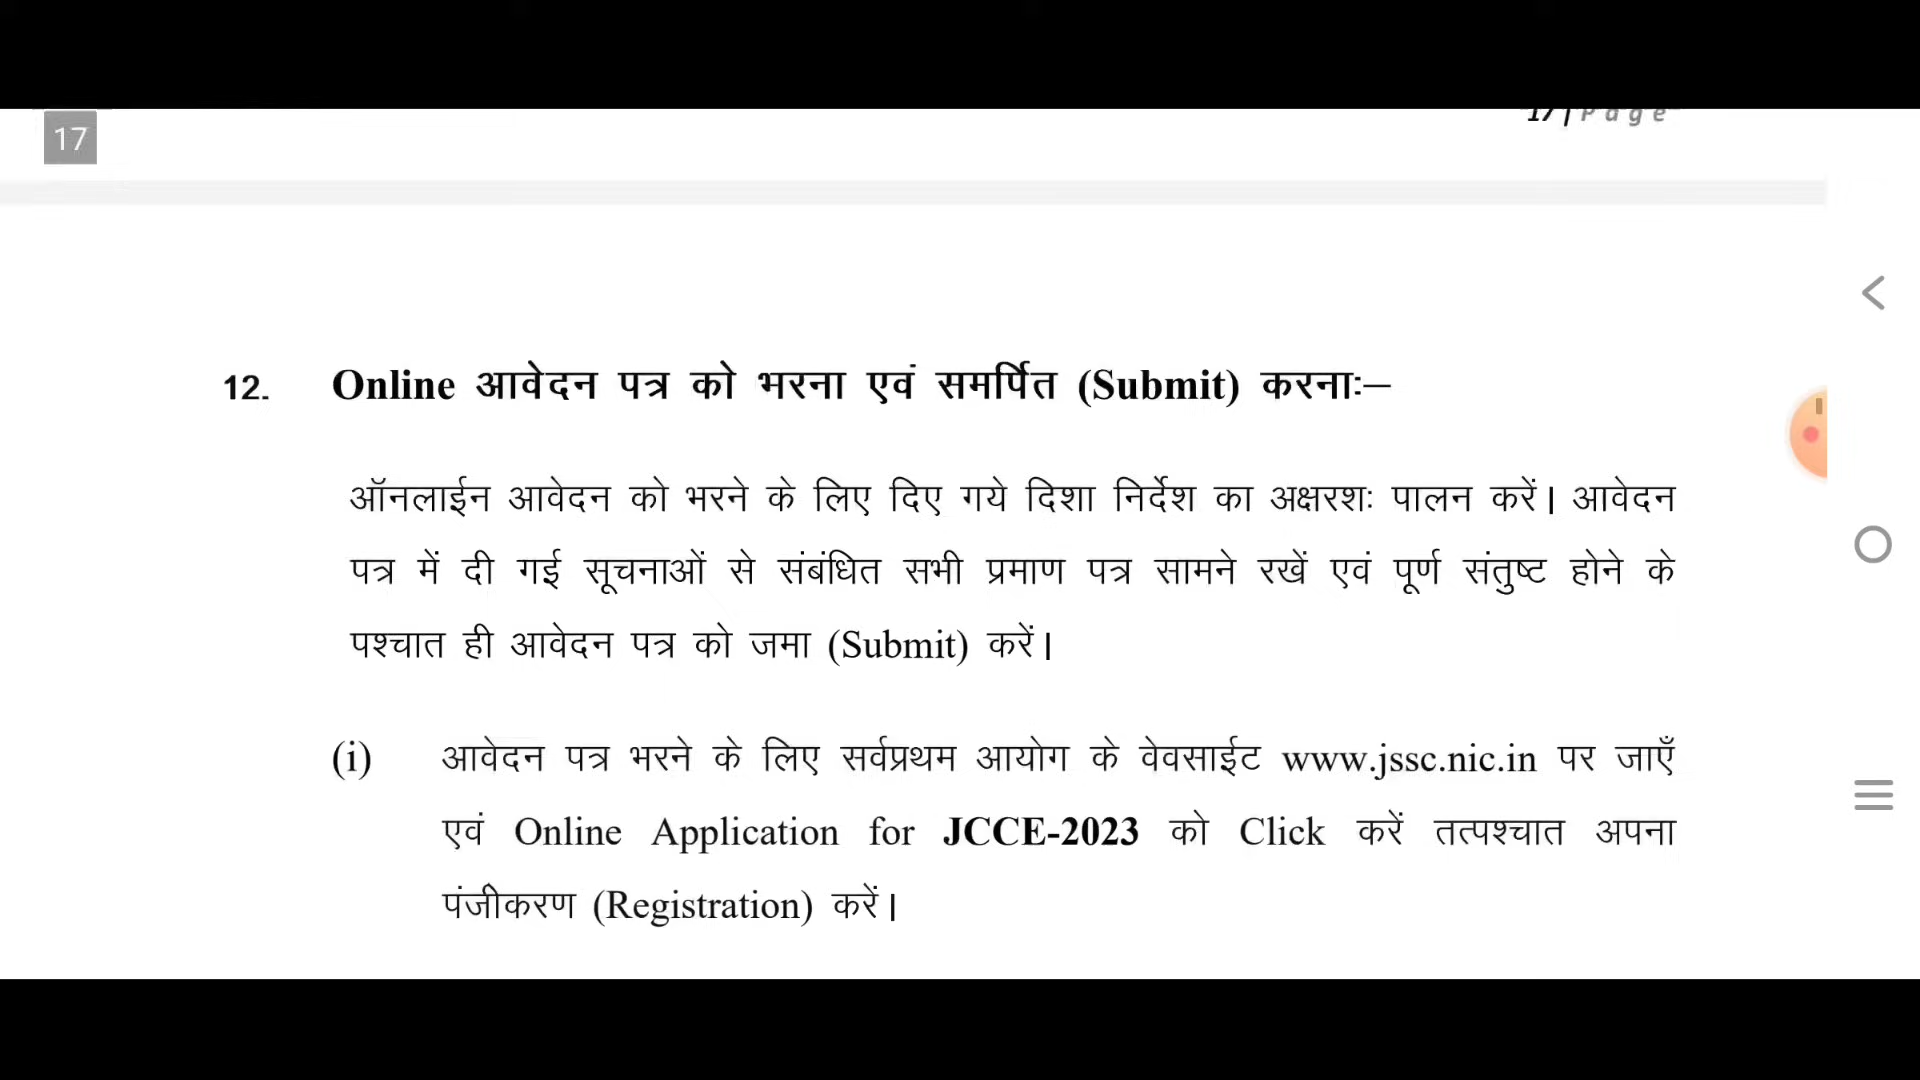 17 | P a g e
17
12. Online आवेदन पत्र को भरना एवं समर्पित (Submit) करनाः–
ऑनलाईन आवेदन को भरने के लिए दिए गये दिशा निर्देश का अक्षरशः पालन करें। आवेदन
पत्र में दी गई सूचनाओं से संबंधित सभी प्रमाण पत्र सामने रखें एवं पूर्ण संतुष्ट होने के
पश्चात ही आवेदन पत्र को जमा (Submit) करें।
(i) आवेदन पत्र भरने के लिए सर्वप्रथम आयोग के वेवसाईट www.jssc.nic.in पर जाएँ
एवं Online Application for JCCE-2023 को Click करें तत्पश्चात अपना
पंजीकरण (Registration) करें।